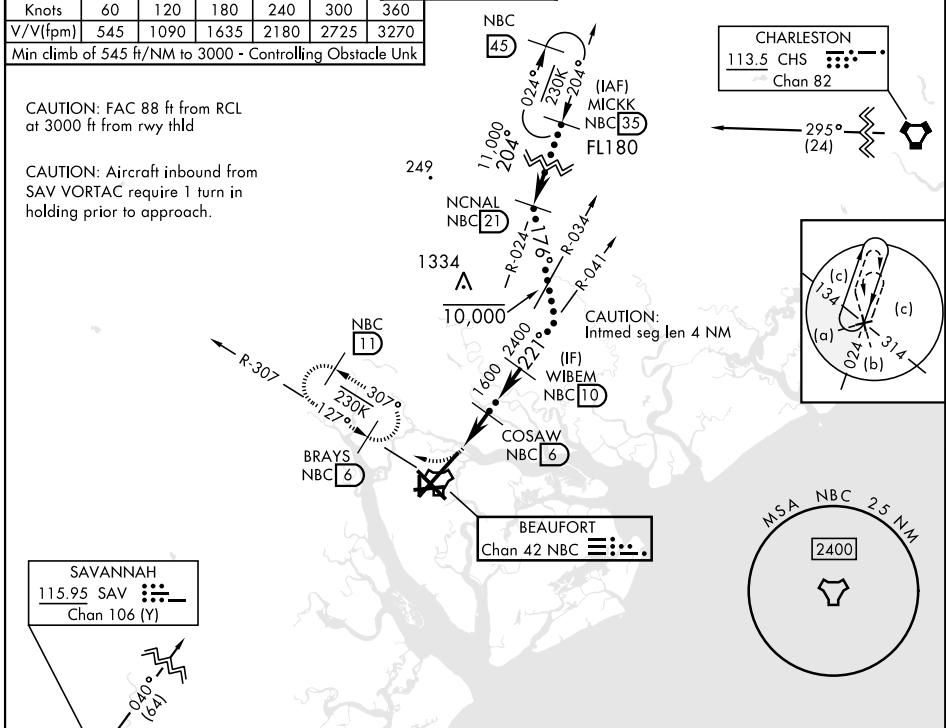 Knots 60 120 180 240 300 360
V/V(fpm) 545 1090 1635 2180 2725 3270
Min climb of 545 ft/NM to 3000 - Controlling Obstacle Unk
CAUTION: FAC 88 ft from RCL
at 3000 ft from rwy thld
CAUTION: Aircraft inbound from
SAV VORTAC require 1 turn in
holding prior to approach.
NBC
45
024°
230K
204°
(IAF)
MICKK
NBC 35
FL180
11,000
204°
249
NCNAL
NBC 21
R-024
176°
R-034
R-041
1334
10,000
CAUTION:
Intmed seg len 4 NM
2400
1600
221°
(IF)
WIBEM
NBC 10
COSAW
NBC 6
NBC
11
R-307
307°
230K
127°
BRAYS
NBC 6
BEAUFORT
Chan 42 NBC
CHARLESTON
113.5 CHS
Chan 82
295°
(24)
(c)
134
(c)
(a)
314
024
(b)
MSA NBC 25 NM
2400
SAVANNAH
115.95 SAV
Chan 106 (Y)
040°
(64)